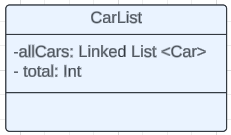 CarList
-allCars: Linked List <Car>
- total: Int